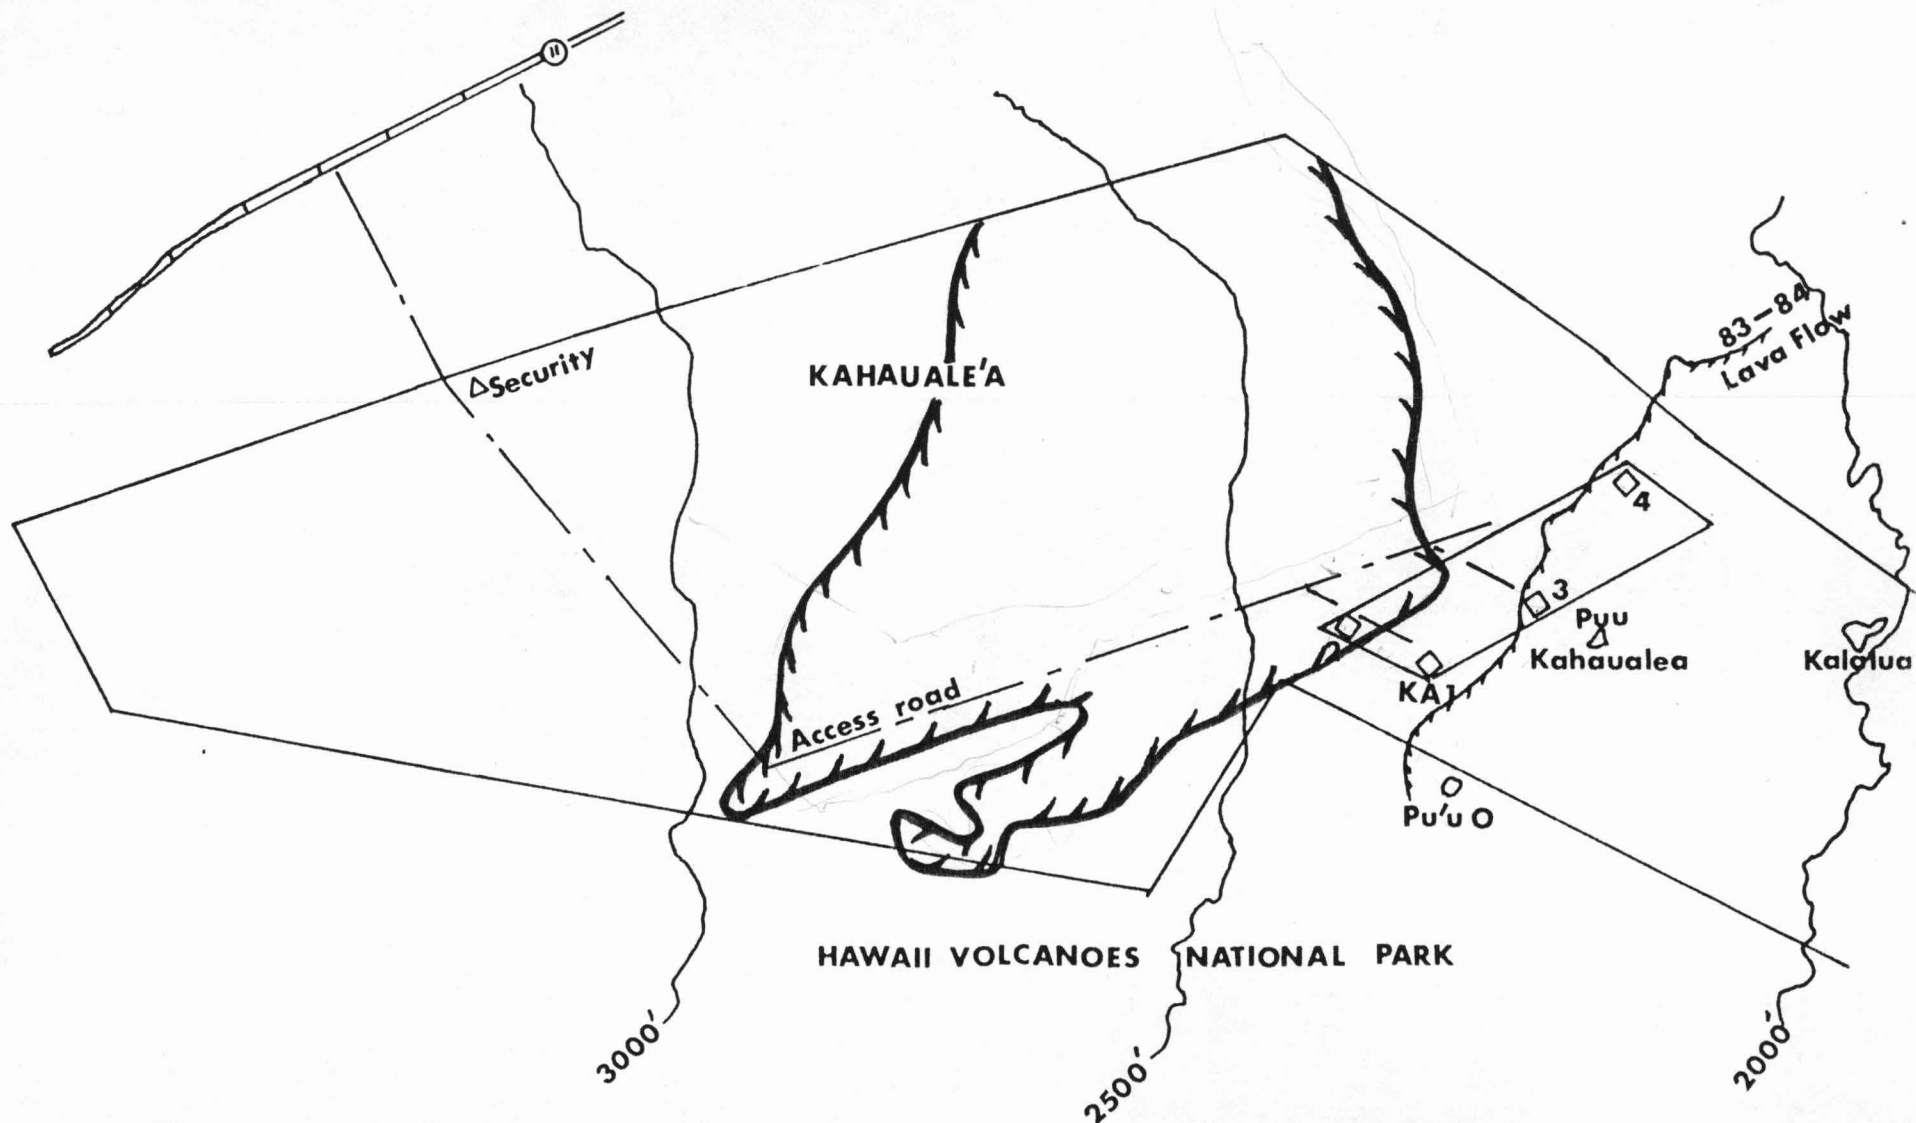 11
83–84
Lava Flow
△Security
KAHAUALE'A
4
3
Puu
Kahaualea
Kalalua
KA1
Access road
Pu'u O
HAWAII VOLCANOES NATIONAL PARK
3000'
2500'
2000'